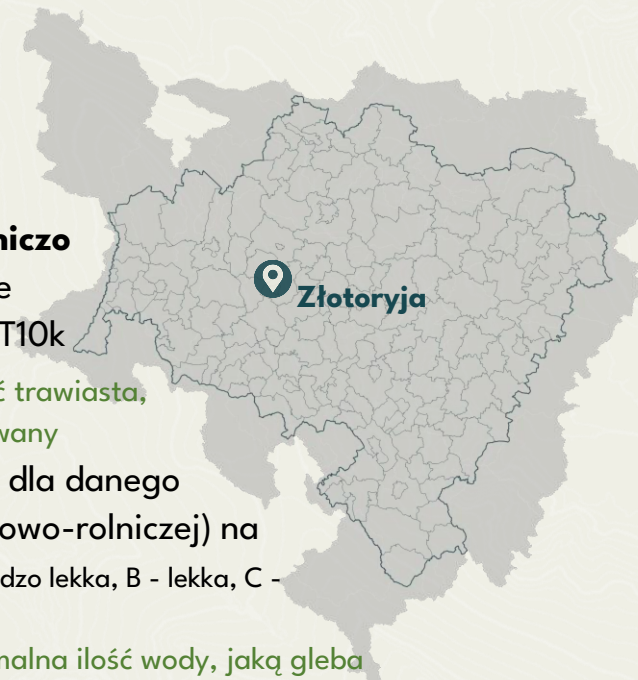 niczo
e
Złotoryja
T10k
ć trawiasta,
wany
dla danego
owo-rolniczej) na
dzo lekka, B - lekka, C -
malna ilość wody, jaką gleba